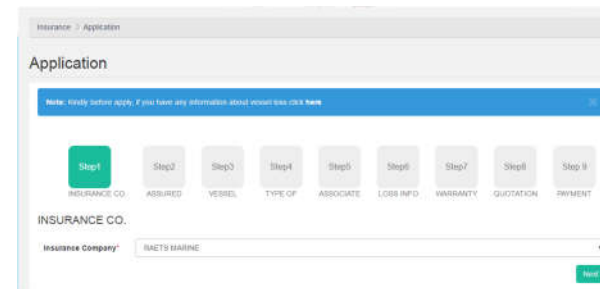 Insurance > Application
Application
Note: Kindly before apply, if you have any information about vessel loss click here
Step1 Step2 Step3 Step4 Step5 Step6 Step7 Step8 Step 9
INSURANCE CO. ASSURED VESSEL TYPE OF ASSOCIATE LOSS INFO WARRANTY QUOTATION PAYMENT
INSURANCE CO.
Insurance Company* RAETS MARINE
Next